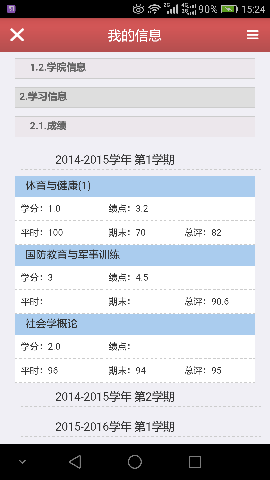 90% 15:24
我的信息
1.2.学院信息
2.学习信息
2.1.成绩
2014-2015学年 第1学期
体育与健康(1)
学分: 1.0 绩点: 3.2
平时: 100 期末: 70 总评: 82
国防教育与军事训练
学分: 3 绩点: 4.5
平时: 期末: 总评: 90.6
社会学概论
学分: 2.0 绩点:
平时: 96 期末: 94 总评: 95
2014-2015学年 第2学期
2015-2016学年 第1学期